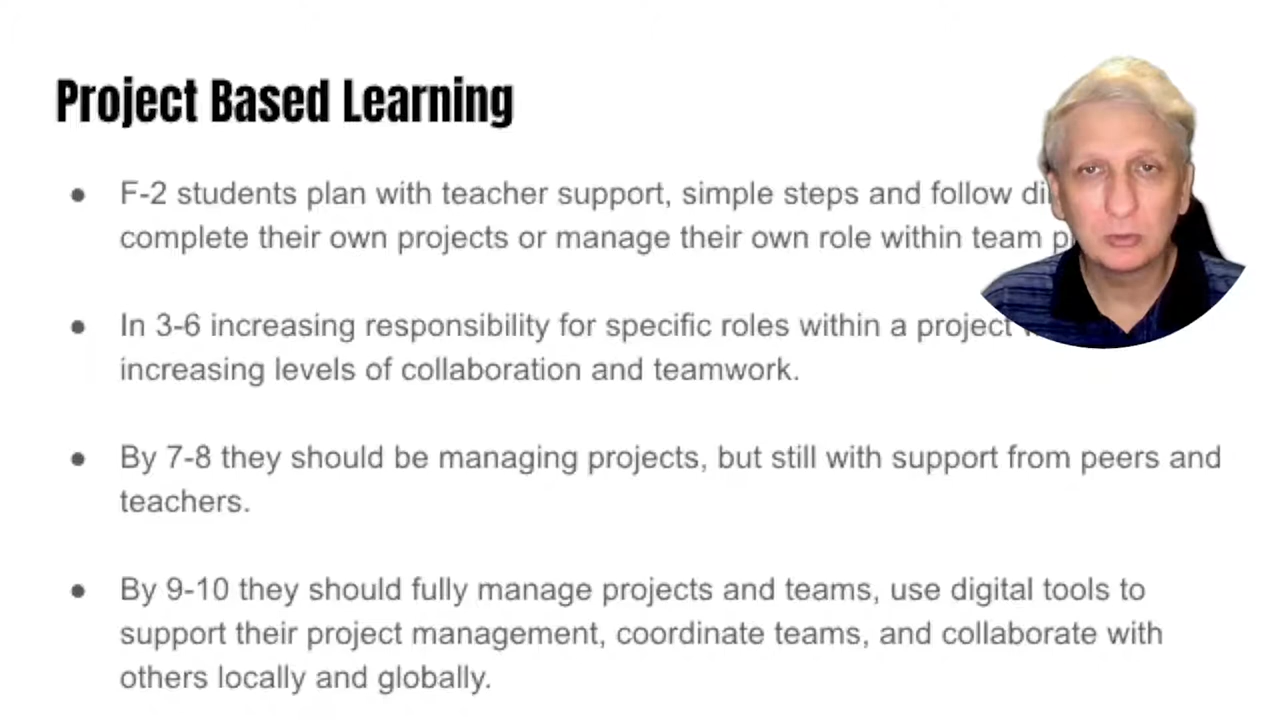 Project Based Learning
● F-2 students plan with teacher support, simple steps and follow
complete their own projects or manage their own role within team
● In 3-6 increasing responsibility for specific roles within a project
increasing levels of collaboration and teamwork.
● By 7-8 they should be managing projects, but still with support from peers and
teachers.
● By 9-10 they should fully manage projects and teams, use digital tools to
support their project management, coordinate teams, and collaborate with
others locally and globally.